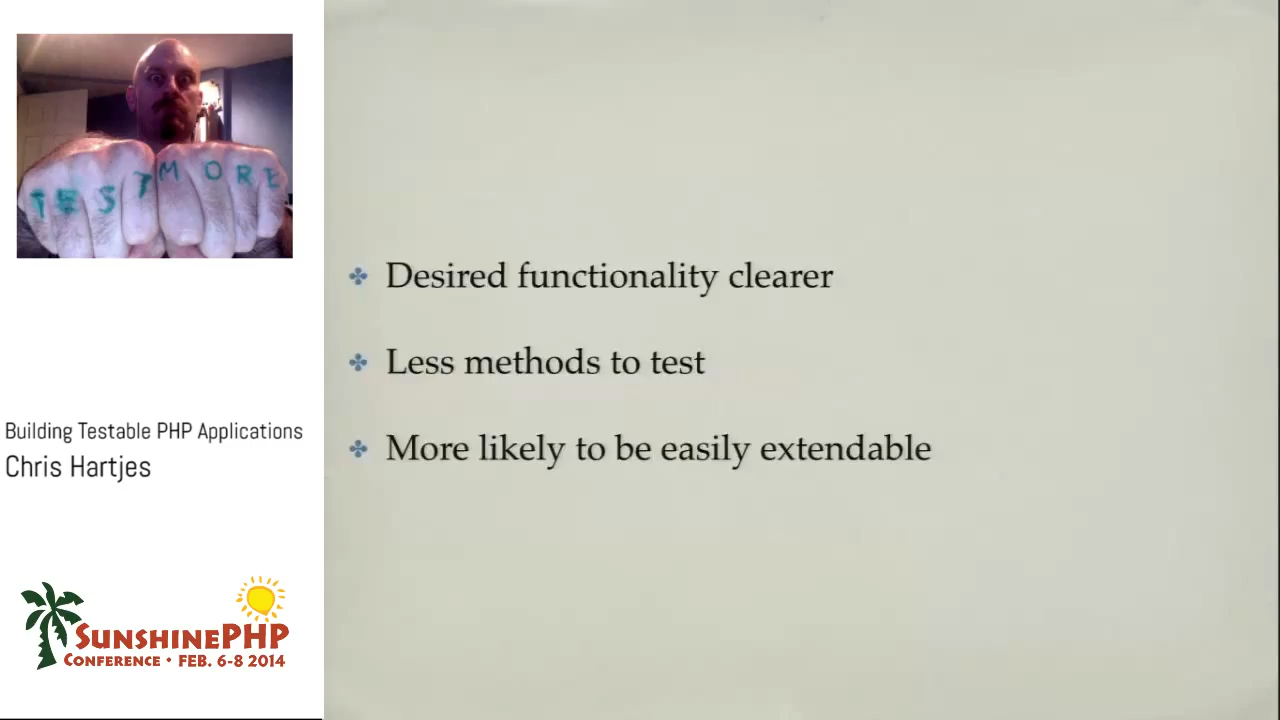 TEST MORE
Building Testable PHP Applications
Chris Hartjes
SUNSHINEPHP
CONFERENCE • FEB. 6-8 2014
Desired functionality clearer
Less methods to test
More likely to be easily extendable